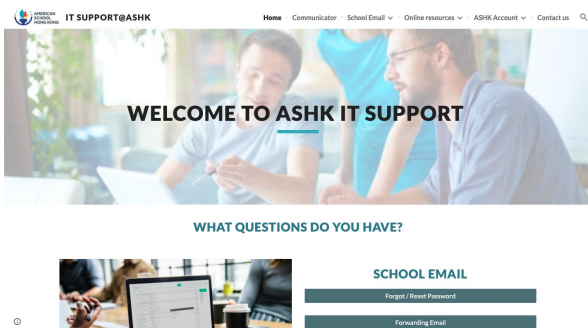 AMERICAN
SCHOOL
HONG KONG
IT SUPPORT@ASHK
Home
Communicator
School Email
Online resources
ASHK Account
Contact us
WELCOME TO ASHK IT SUPPORT
WHAT QUESTIONS DO YOU HAVE?
SCHOOL EMAIL
Forgot / Reset Password
Forwarding Email